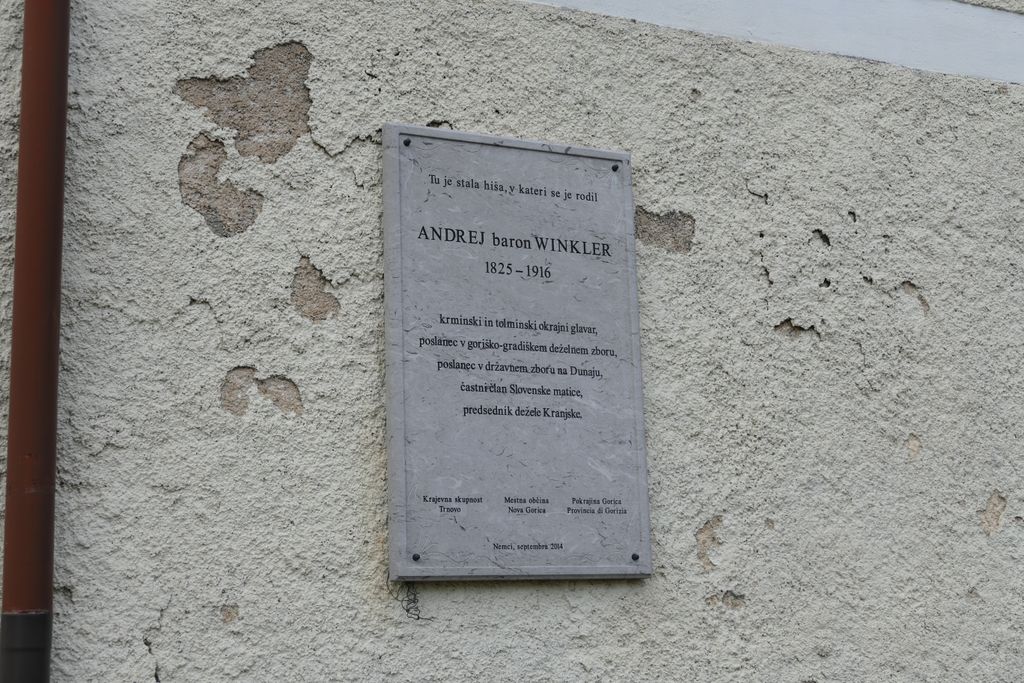 Tu je stala hiša, v kateri se je rodil
ANDREJ baron WINKLER
1825 – 1916
krminski in tolminski okrajni glavar,
poslanec v goriško-gradiškem deželnem zboru,
poslanec v državnem zboru na Dunaju,
častni član Slovenske matice,
predsednik dežele Kranjske.
Krajevna skupnost Mestna občina Pokrajina Gorica
Trnovo Nova Gorica Provincia di Gorizia
Nemci, septembra 2014